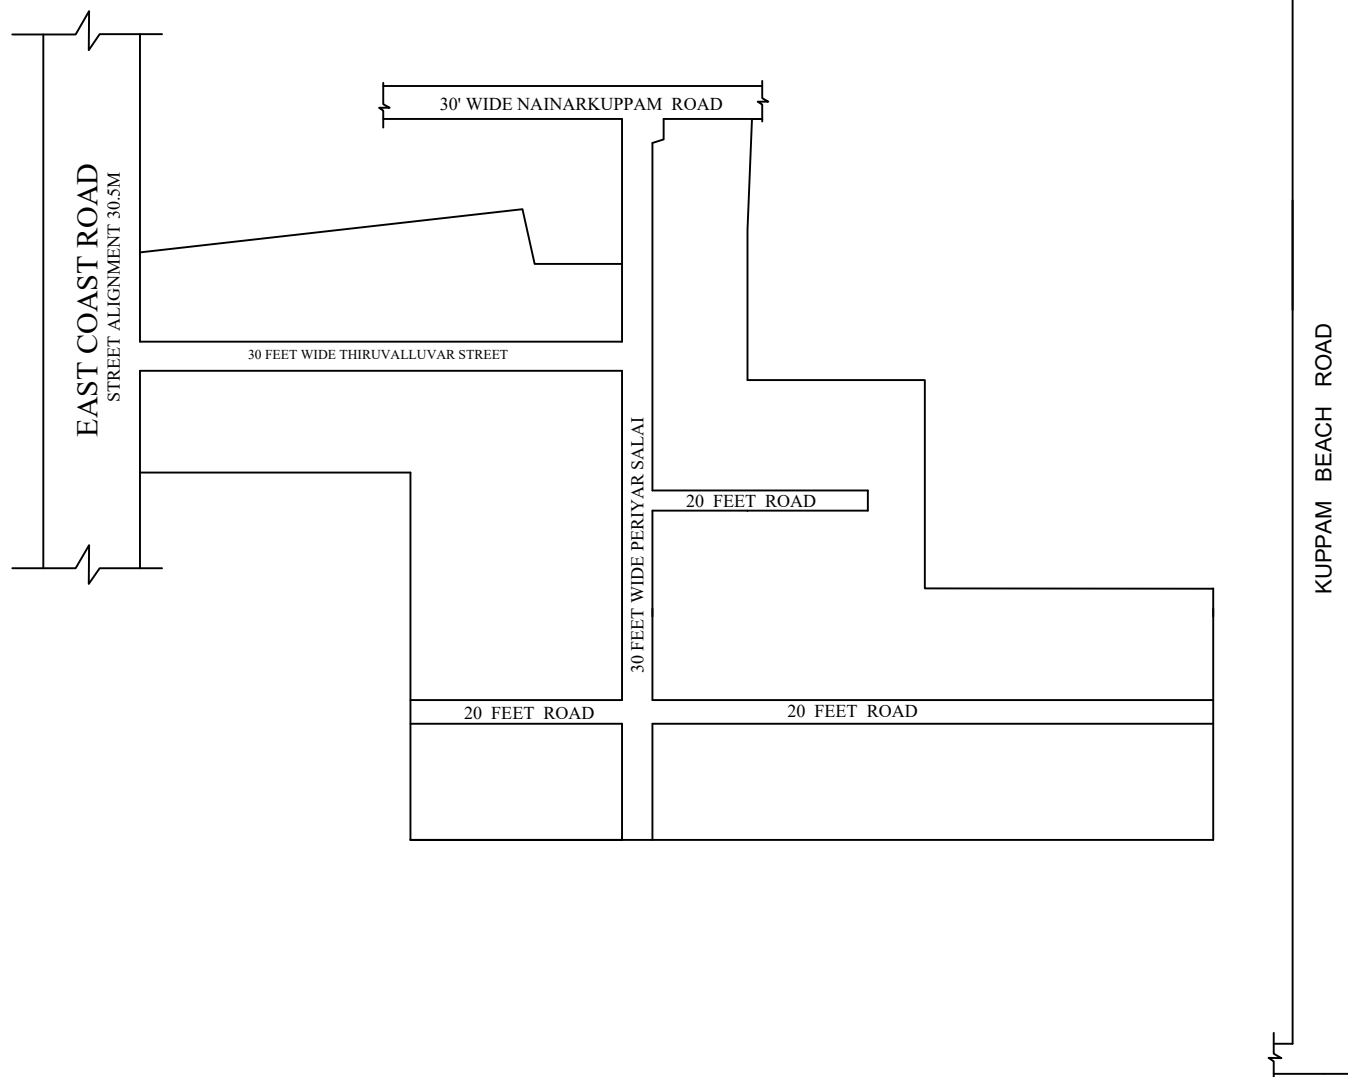 30' WIDE NAINARKUPPAM ROAD
EAST COAST ROAD
STREET ALIGNMENT 30.5M
30 FEET WIDE THIRUVALLUVAR STREET
KUPPAM BEACH ROAD
30 FEET WIDE PERIYAR SALAI
20 FEET ROAD
20 FEET ROAD
20 FEET ROAD